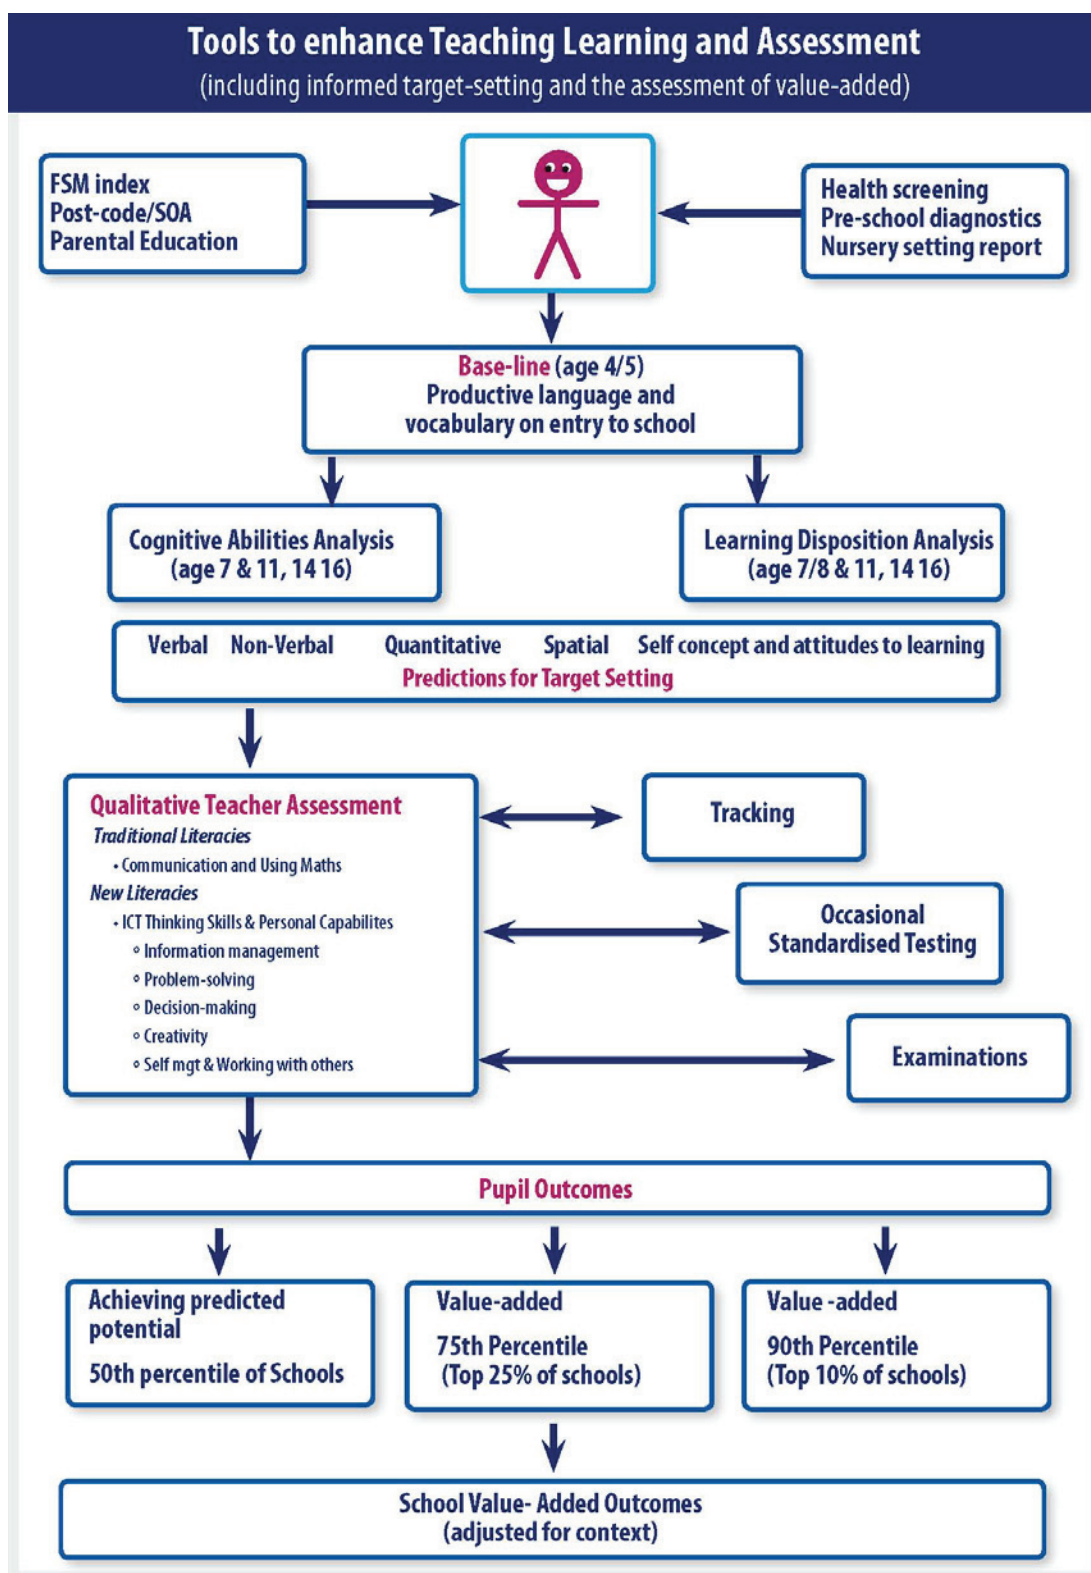 Tools to enhance Teaching Learning and Assessment
(including informed target-setting and the assessment of value-added)
FSM index
Post-code/SOA
Parental Education
Health screening
Pre-school diagnostics
Nursery setting report
Base-line (age 4/5)
Productive language and
vocabulary on entry to school
Cognitive Abilities Analysis
(age 7 & 11, 14 16)
Learning Disposition Analysis
(age 7/8 & 11, 14 16)
Verbal Non-Verbal Quantitative Spatial Self concept and attitudes to learning
Predictions for Target Setting
Qualitative Teacher Assessment
Traditional Literacies
• Communication and Using Maths
New Literacies
• ICT Thinking Skills & Personal Capabilites
° Information management
° Problem-solving
° Decision-making
° Creativity
° Self mgt & Working with others
Tracking
Occasional
Standardised Testing
Examinations
Pupil Outcomes
Achieving predicted
potential
50th percentile of Schools
Value-added
75th Percentile
(Top 25% of schools)
Value -added
90th Percentile
(Top 10% of schools)
School Value- Added Outcomes
(adjusted for context)